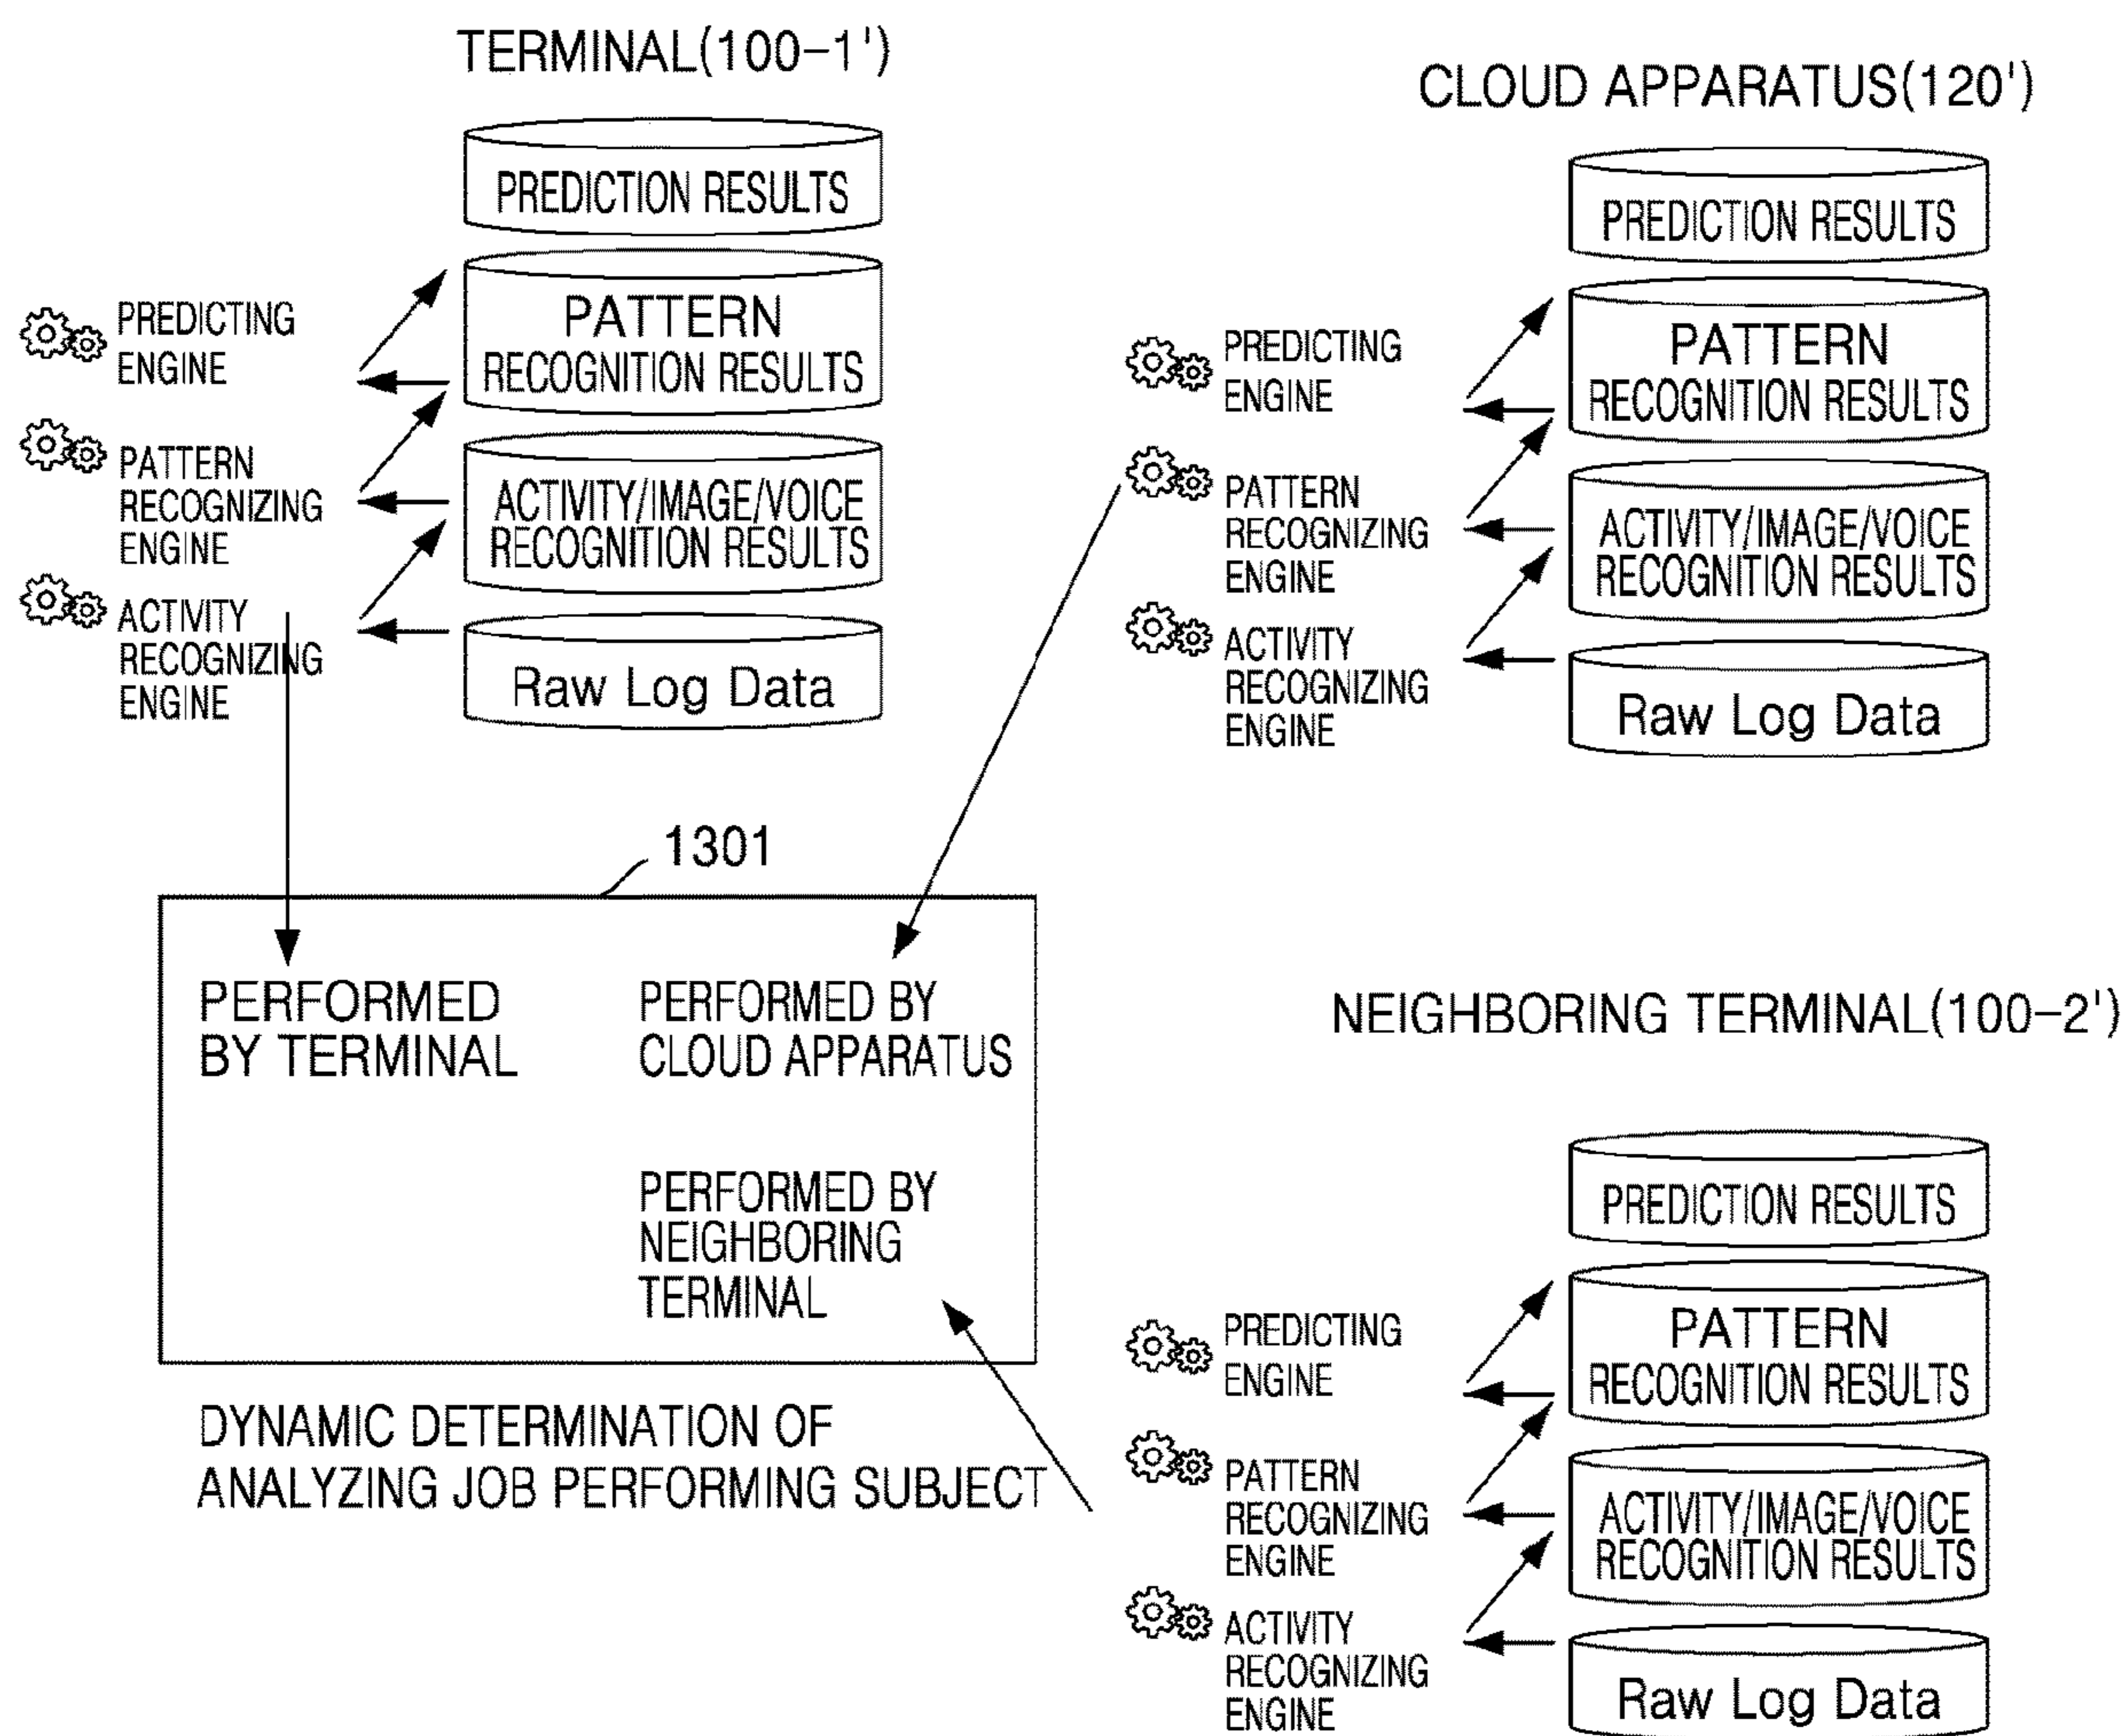 TERMINAL(100-1')
PREDICTION RESULTS
PATTERN
RECOGNITION RESULTS
ACTIVITY/IMAGE/VOICE
RECOGNITION RESULTS
Raw Log Data
PREDICTING
ENGINE
PATTERN
RECOGNIZING
ENGINE
ACTIVITY
RECOGNIZING
ENGINE
CLOUD APPARATUS(120')
PREDICTION RESULTS
PATTERN
RECOGNITION RESULTS
ACTIVITY/IMAGE/VOICE
RECOGNITION RESULTS
Raw Log Data
PREDICTING
ENGINE
PATTERN
RECOGNIZING
ENGINE
ACTIVITY
RECOGNIZING
ENGINE
1301
PERFORMED
BY TERMINAL
PERFORMED BY
CLOUD APPARATUS
PERFORMED BY
NEIGHBORING
TERMINAL
DYNAMIC DETERMINATION OF
ANALYZING JOB PERFORMING SUBJECT
NEIGHBORING TERMINAL(100-2')
PREDICTION RESULTS
PATTERN
RECOGNITION RESULTS
ACTIVITY/IMAGE/VOICE
RECOGNITION RESULTS
Raw Log Data
PREDICTING
ENGINE
PATTERN
RECOGNIZING
ENGINE
ACTIVITY
RECOGNIZING
ENGINE